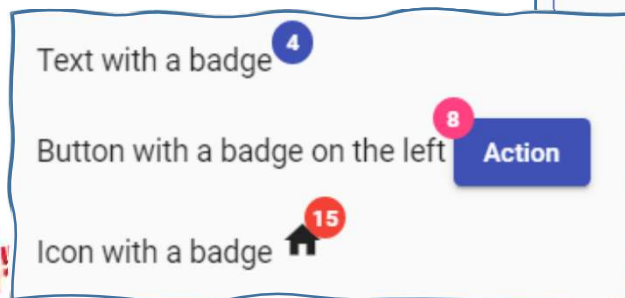 Text with a badge 4
Button with a badge on the left 8 Action
Icon with a badge 15
!